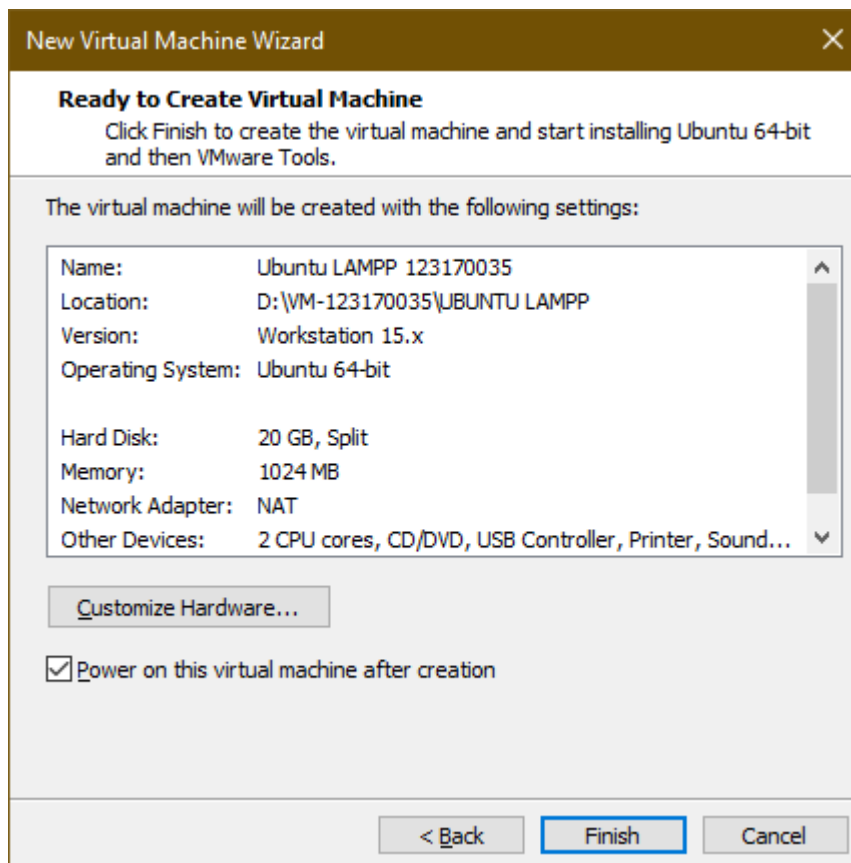 New Virtual Machine Wizard
Ready to Create Virtual Machine
Click Finish to create the virtual machine and start installing Ubuntu 64-bit
and then VMware Tools.
The virtual machine will be created with the following settings:
Name: Ubuntu LAMPP 123170035
Location: D:\VM-123170035\UBUNTU LAMPP
Version: Workstation 15.x
Operating System: Ubuntu 64-bit
Hard Disk: 20 GB, Split
Memory: 1024 MB
Network Adapter: NAT
Other Devices: 2 CPU cores, CD/DVD, USB Controller, Printer, Sound...
Customize Hardware...
Power on this virtual machine after creation
< Back Finish Cancel